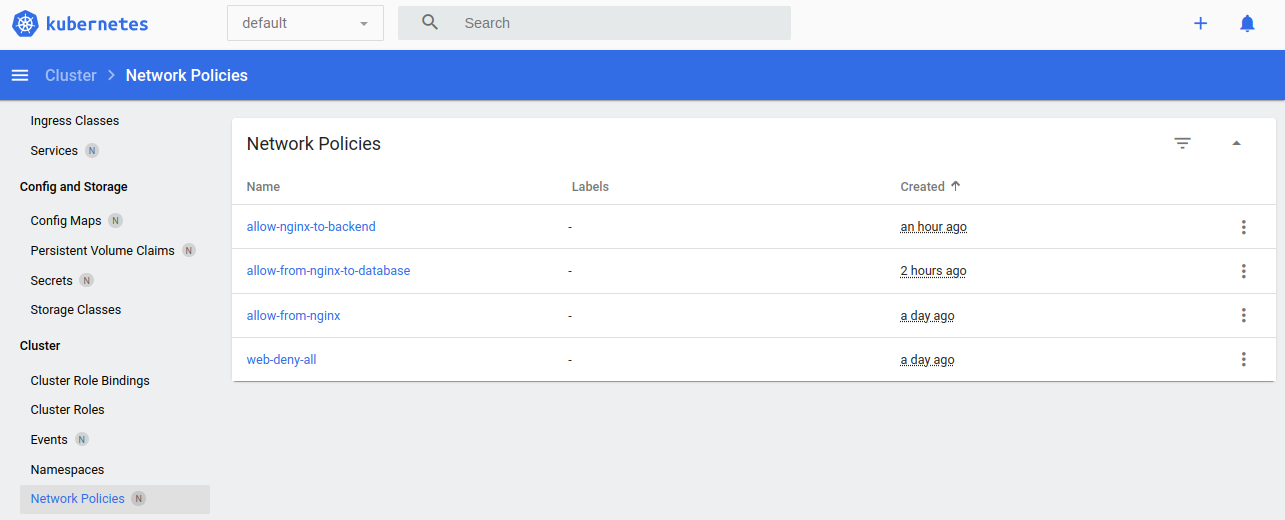 kubernetes
default
Search
Cluster
Network Policies
Ingress Classes
Services N
Config and Storage
Config Maps N
Persistent Volume Claims N
Secrets N
Storage Classes
Cluster
Cluster Role Bindings
Cluster Roles
Events N
Namespaces
Network Policies N
Network Policies
Name Labels Created
allow-nginx-to-backend - an hour ago
allow-from-nginx-to-database - 2 hours ago
allow-from-nginx - a day ago
web-deny-all - a day ago